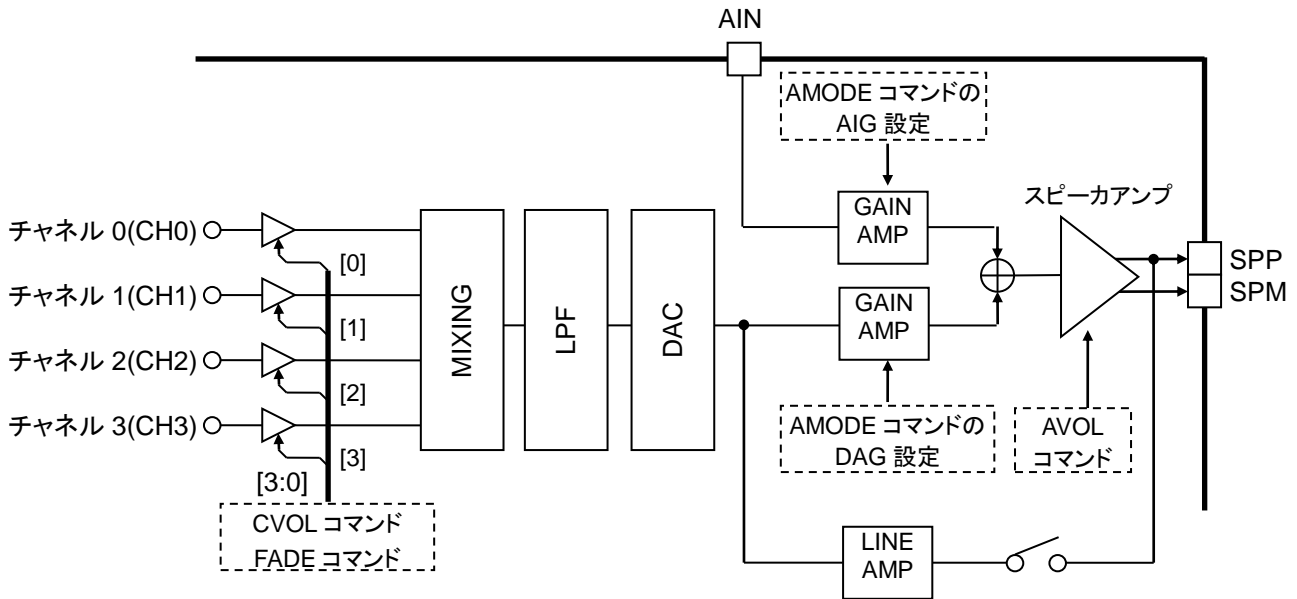 AIN
AMODE コマンドの
AIG 設定
スピーカアンプ
GAIN
AMP
チャネル 0(CH0)
[0]
SPP
チャネル 1(CH1)
[1]
SPM
MIXING
LPF
DAC
GAIN
AMP
チャネル 2(CH2)
[2]
チャネル 3(CH3)
[3]
AMODE コマンドの
DAG 設定
AVOL
コマンド
[3:0]
CVOL コマンド
FADE コマンド
LINE
AMP